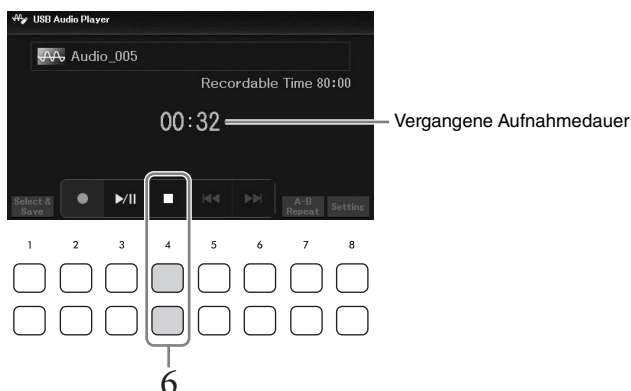 USB Audio Player
Audio_005
Recordable Time 80:00
00:32
Vergangene Aufnahmedauer
Select & Save
A-B Repeat
Setting
1 2 3 4 5 6 7 8
6